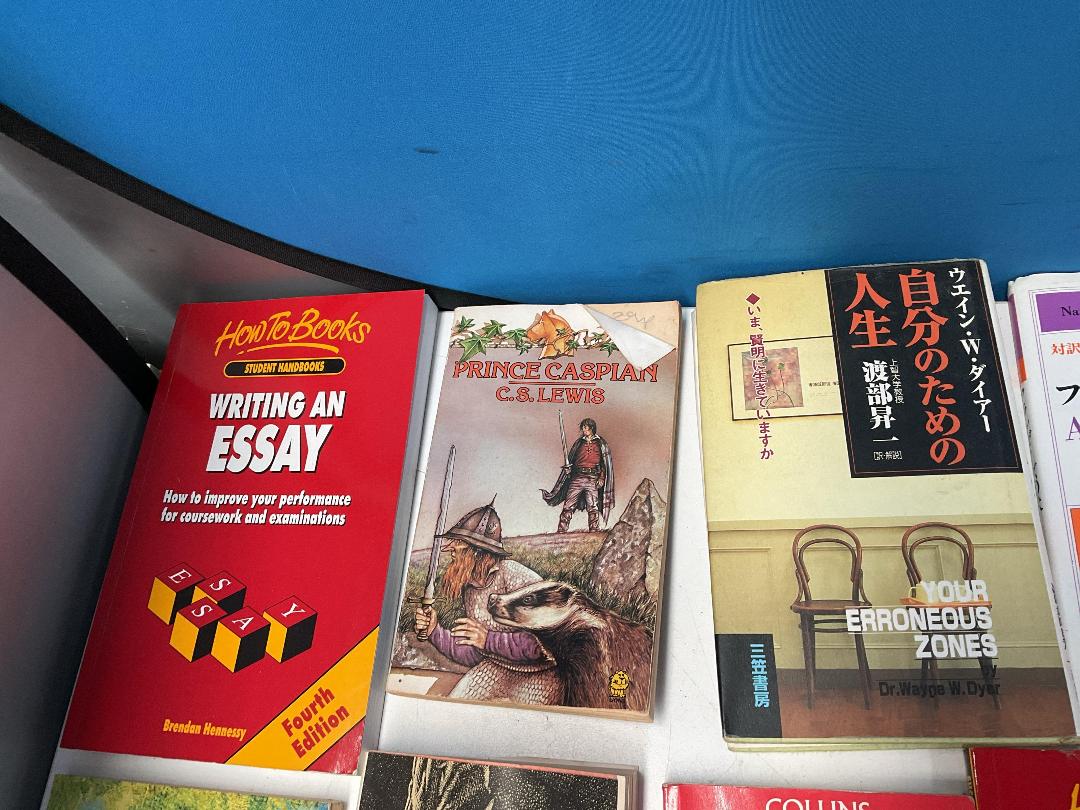 HOW TO BOOKS
STUDENT HANDBOOKS
WRITING AN
ESSAY
How to improve your performance
for coursework and examinations
E S S A Y
Brendan Hennessy
Fourth
Edition
PRINCE CASPIAN
C.S. LEWIS
ウエイン・W・ダイアー
自分のための
人生
上智大学教授
渡部昇一
[訳・解説]
◆いま、賢明に生きていますか
YOUR
ERRONEOUS
ZONES
by
Dr. Wayne W. Dyer
三笠書房
Na
対訳
フ
A
COLLINS